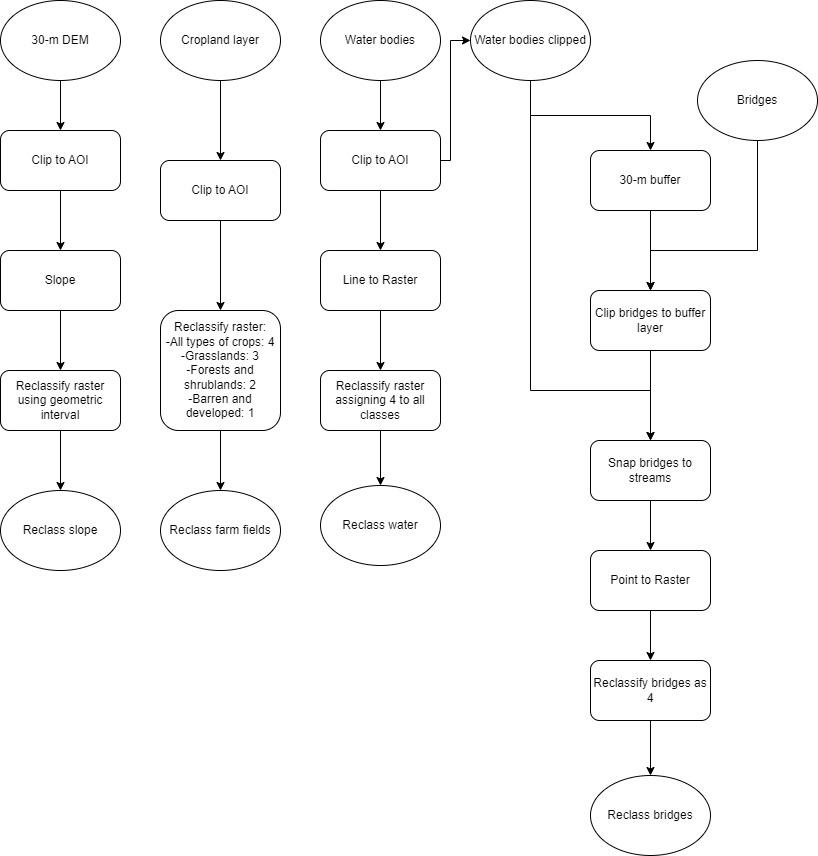 30-m DEM
Clip to AOI
Slope
Reclassify raster
using geometric
interval
Reclass slope
Cropland layer
Clip to AOI
Reclassify raster:
-All types of crops: 4
-Grasslands: 3
-Forests and
shrublands: 2
-Barren and
developed: 1
Reclass farm fields
Water bodies
Clip to AOI
Line to Raster
Reclassify raster
assigning 4 to all
classes
Reclass water
Water bodies clipped
Bridges
30-m buffer
Clip bridges to buffer
layer
Snap bridges to
streams
Point to Raster
Reclassify bridges as
4
Reclass bridges